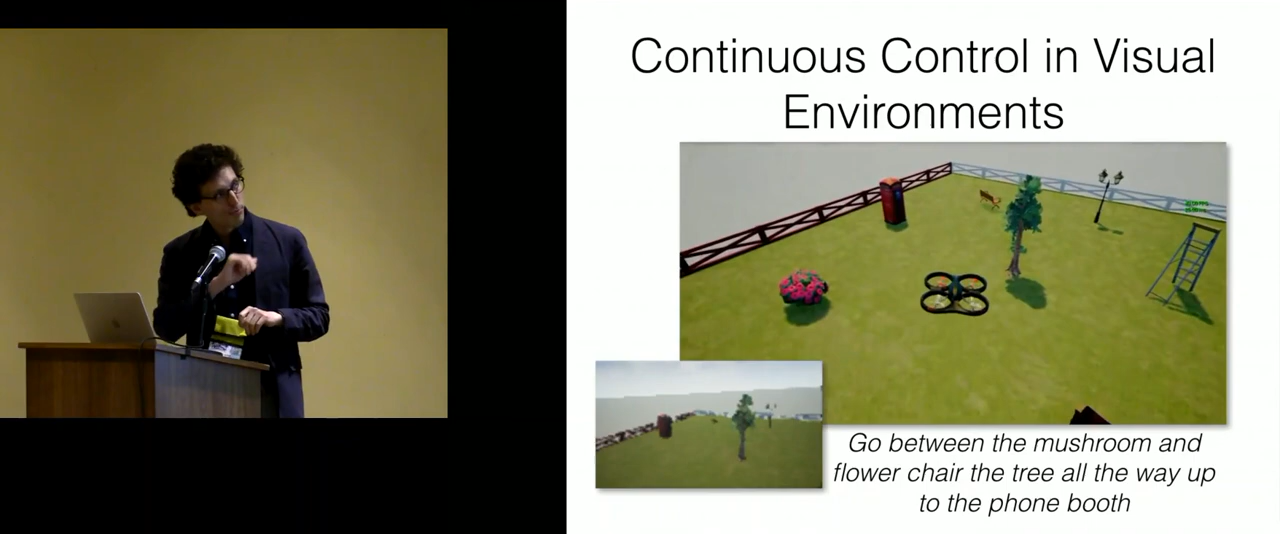 Continuous Control in Visual
Environments
Go between the mushroom and
flower chair the tree all the way up
to the phone booth